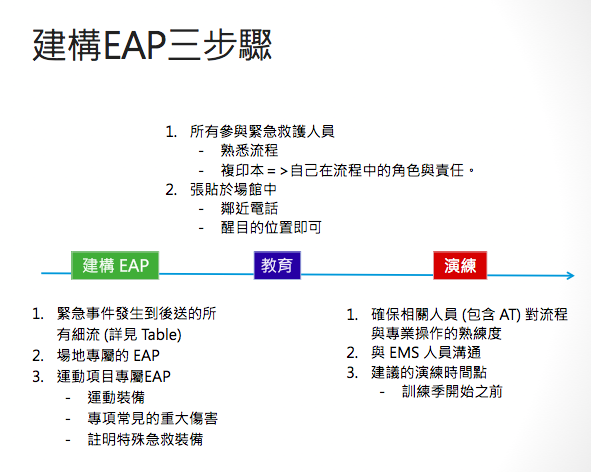 建構EAP三步驟
1. 所有參與緊急救護人員
- 熟悉流程
- 複印本 = > 自己在流程中的角色與責任。
2. 張貼於場館中
- 鄰近電話
- 醒目的位置即可
建構 EAP
教育
演練
1. 緊急事件發生到後送的所
有細流 (詳見 Table)
2. 場地專屬的 EAP
3. 運動項目專屬EAP
- 運動裝備
- 專項常見的重大傷害
- 註明特殊急救裝備
1. 確保相關人員 (包含 AT) 對流程
與專業操作的熟練度
2. 與 EMS 人員溝通
3. 建議的演練時間點
- 訓練季開始之前